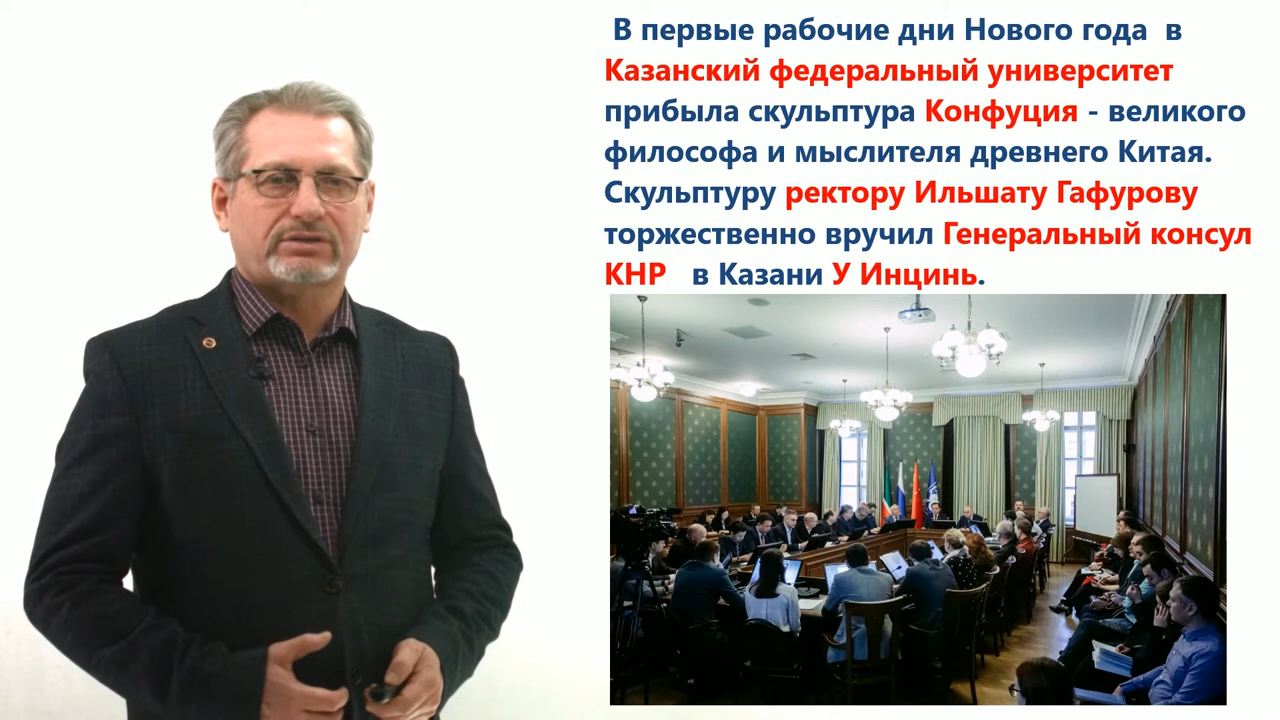 В первые рабочие дни Нового года в
Казанский федеральный университет
прибыла скульптура Конфуция - великого
философа и мыслителя древнего Китая.
Скульптуру ректору Ильшату Гафурову
торжественно вручил Генеральный консул
КНР в Казани У Инцинь.